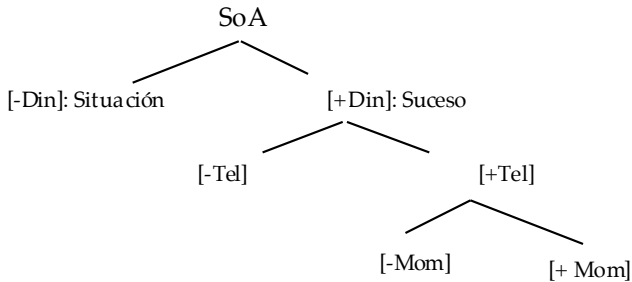 SoA
[-Din]: Situación
[+Din]: Suceso
[-Tel]
[+Tel]
[-Mom]
[+ Mom]